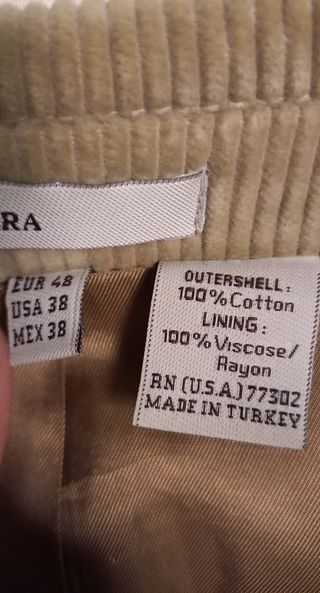 RA
EUR 48
USA 38
MEX 38
OUTERSHELL:
100% Cotton
LINING:
100% Viscose/
Rayon
RN (U.S.A) 77302
MADE IN TURKEY